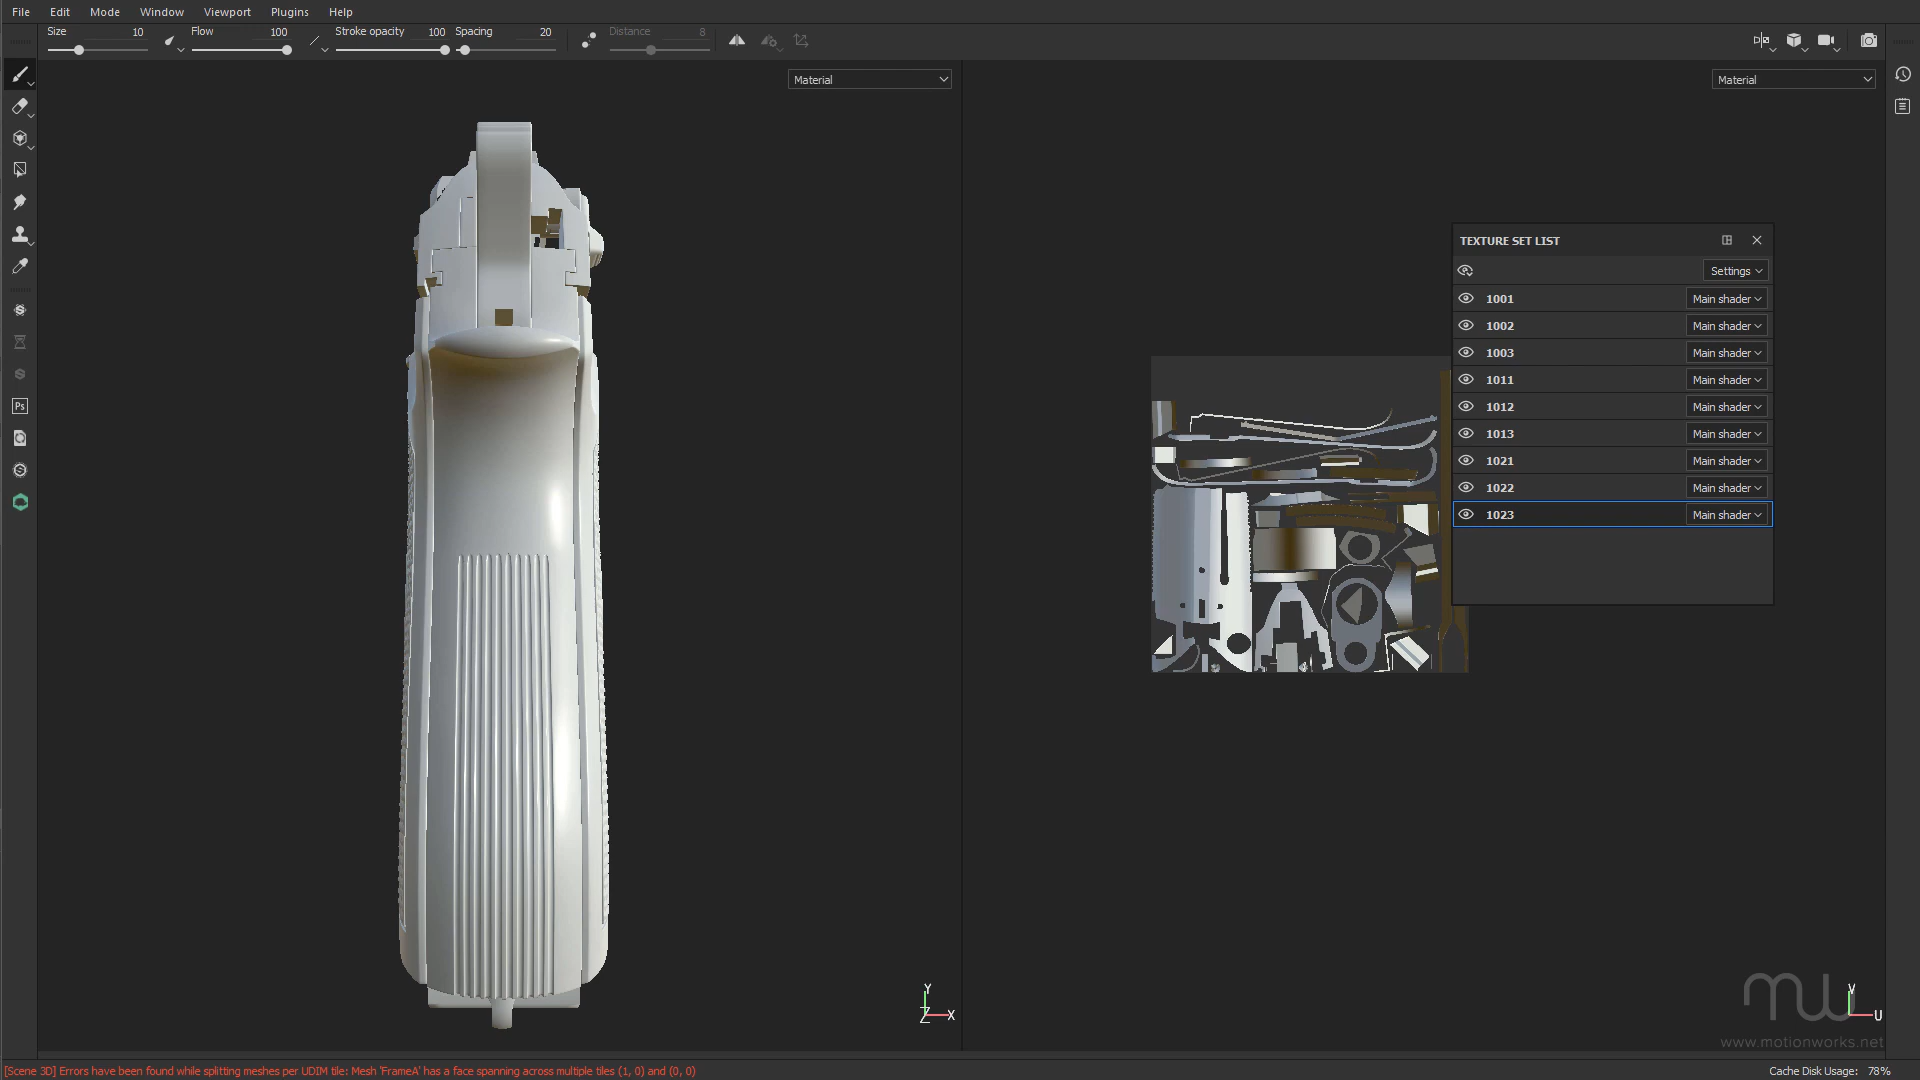 File Edit Mode Window Viewport Plugins Help
Size 10 Flow 100 Stroke opacity 100 Spacing 20 Distance 8
Material
Material
TEXTURE SET LIST
Settings
1001 Main shader
1002 Main shader
1003 Main shader
1011 Main shader
1012 Main shader
1013 Main shader
1021 Main shader
1022 Main shader
1023 Main shader
Ps
Y
Z X
V
U
mw
www.motionworks.net
[Scene 3D] Errors have been found while splitting meshes per UDIM tile: Mesh 'FrameA' has a face spanning across multiple tiles (1, 0) and (0, 0)
Cache Disk Usage: 78%